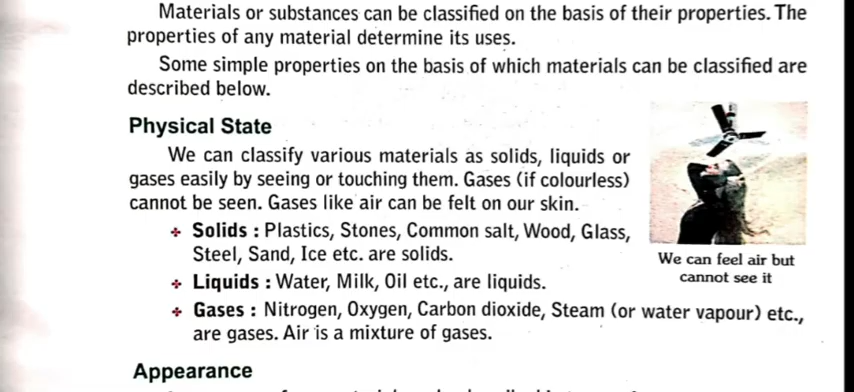 Materials or substances can be classified on the basis of their properties. The
properties of any material determine its uses.
Some simple properties on the basis of which materials can be classified are
described below.
Physical State
We can classify various materials as solids, liquids or
gases easily by seeing or touching them. Gases (if colourless)
cannot be seen. Gases like air can be felt on our skin.
✣ Solids : Plastics, Stones, Common salt, Wood, Glass,
Steel, Sand, Ice etc. are solids.
We can feel air but
cannot see it
✣ Liquids : Water, Milk, Oil etc., are liquids.
✣ Gases : Nitrogen, Oxygen, Carbon dioxide, Steam (or water vapour) etc.,
are gases. Air is a mixture of gases.
Appearance